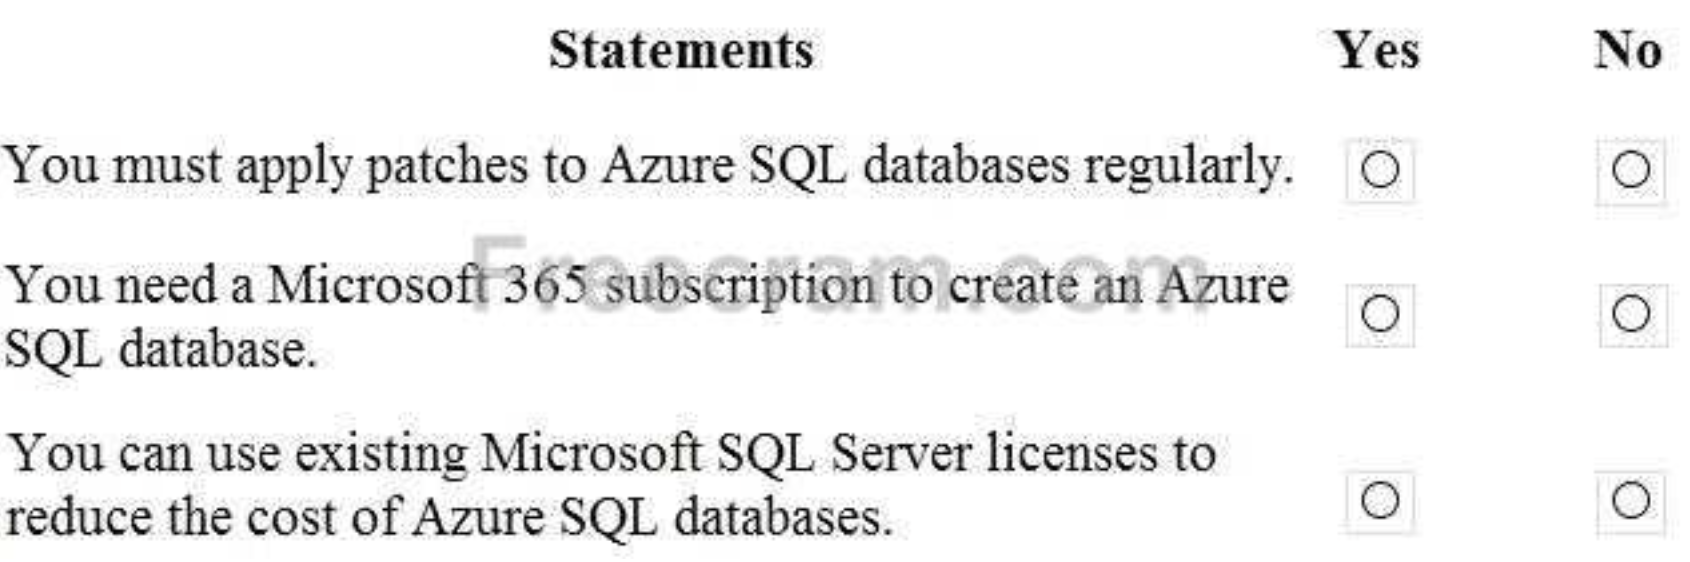 Statements Yes No
You must apply patches to Azure SQL databases regularly.
Freecram.com
You need a Microsoft 365 subscription to create an Azure
SQL database.
You can use existing Microsoft SQL Server licenses to
reduce the cost of Azure SQL databases.